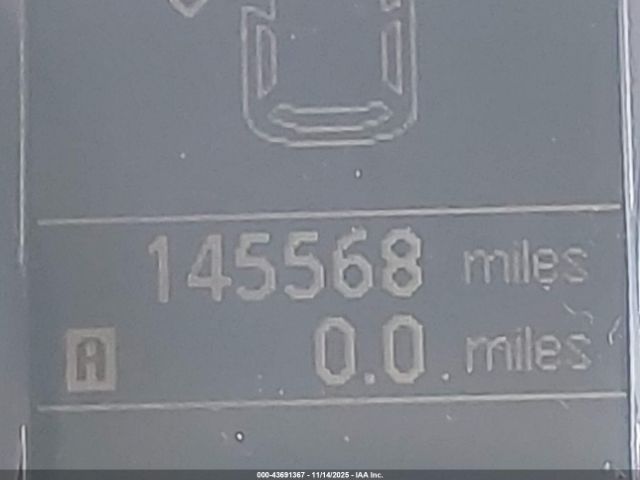 145568 miles
A 0.0 miles
000-43691367 - 11/14/2025 - IAA Inc.